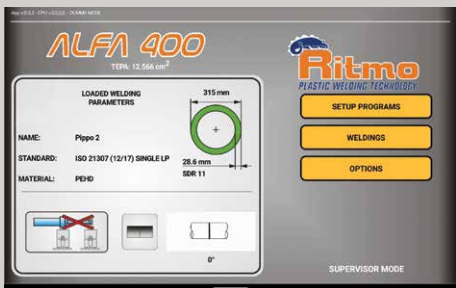 ALFA 400
TEPA: 12.566 cm²
Ritmo
PLASTIC WELDING TECHNOLOGY
LOADED WELDING
PARAMETERS
315 mm
NAME: Pippo 2
STANDARD: ISO 21307 (12/17) SINGLE LP
MATERIAL: PEHD
28.6 mm
SDR 11
0°
SETUP PROGRAMS
WELDINGS
OPTIONS
SUPERVISOR MODE